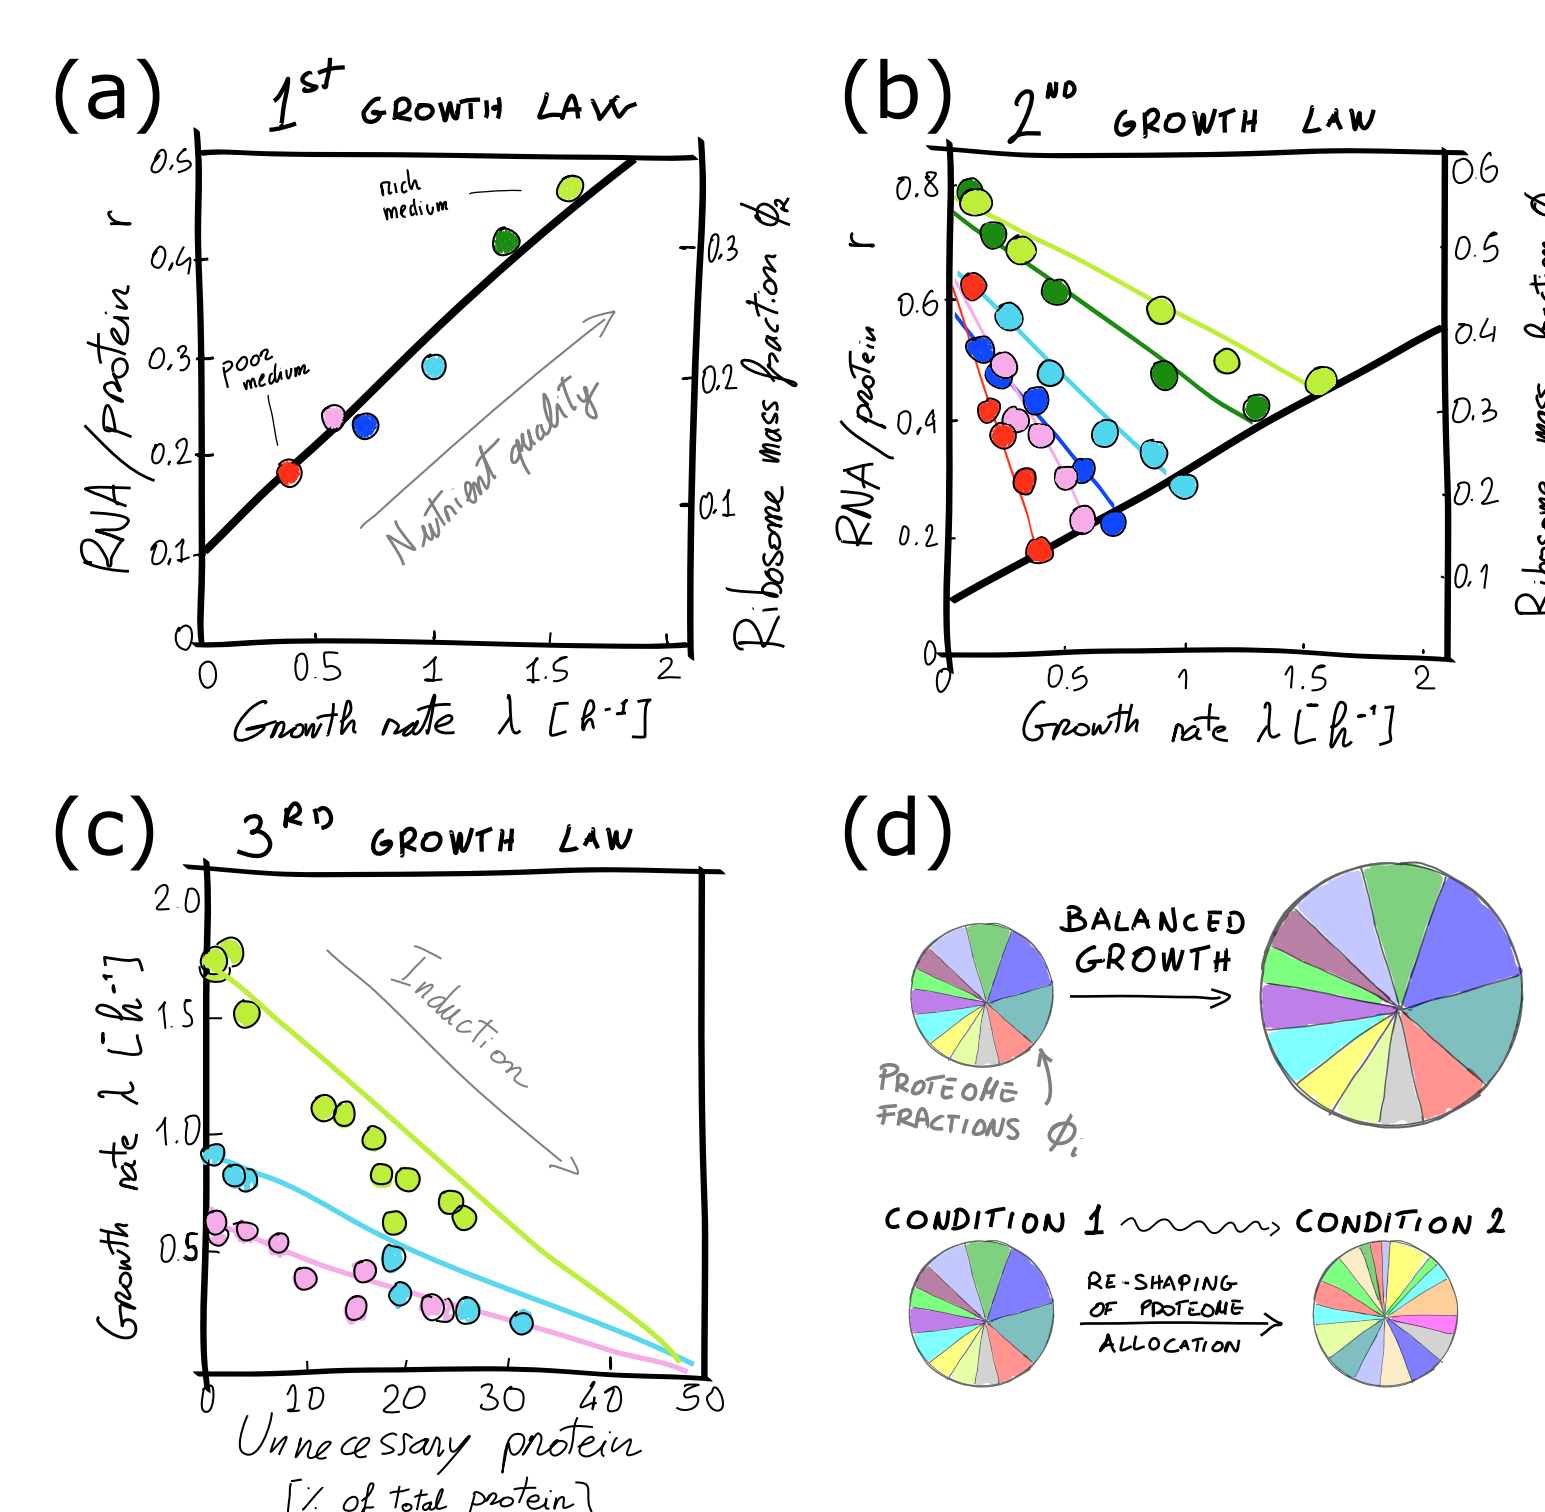 (a)
1st GROWTH LAW
0.5
0,4
0,3
0.2
0,1
0
RNA/protein r
rich
medium
poor
medium
Nutrient quality
0.3
0.2
0.1
Ribosome mass fraction ϕR
0
0.5
1
1.5
2
Growth rate λ [h⁻¹]
(b)
2ND GROWTH LAW
0.8
0.6
0,4
0.2
0
RNA/protein r
0.6
0.5
0.4
0.3
0.2
0.1
Ribosome mass fraction ϕ
0
0.5
1
1.5
2
Growth rate λ [h⁻¹]
(c)
3RD GROWTH LAW
2.0
1.5
1.0
0.5
Growth rate λ [h⁻¹]
Induction
0
10
20
30
40
50
Unnecessary protein
[% of total protein]
(d)
BALANCED
GROWTH
PROTEOME
FRACTIONS ϕi
CONDITION 1
CONDITION 2
RE-SHAPING
OF PROTEOME
ALLOCATION